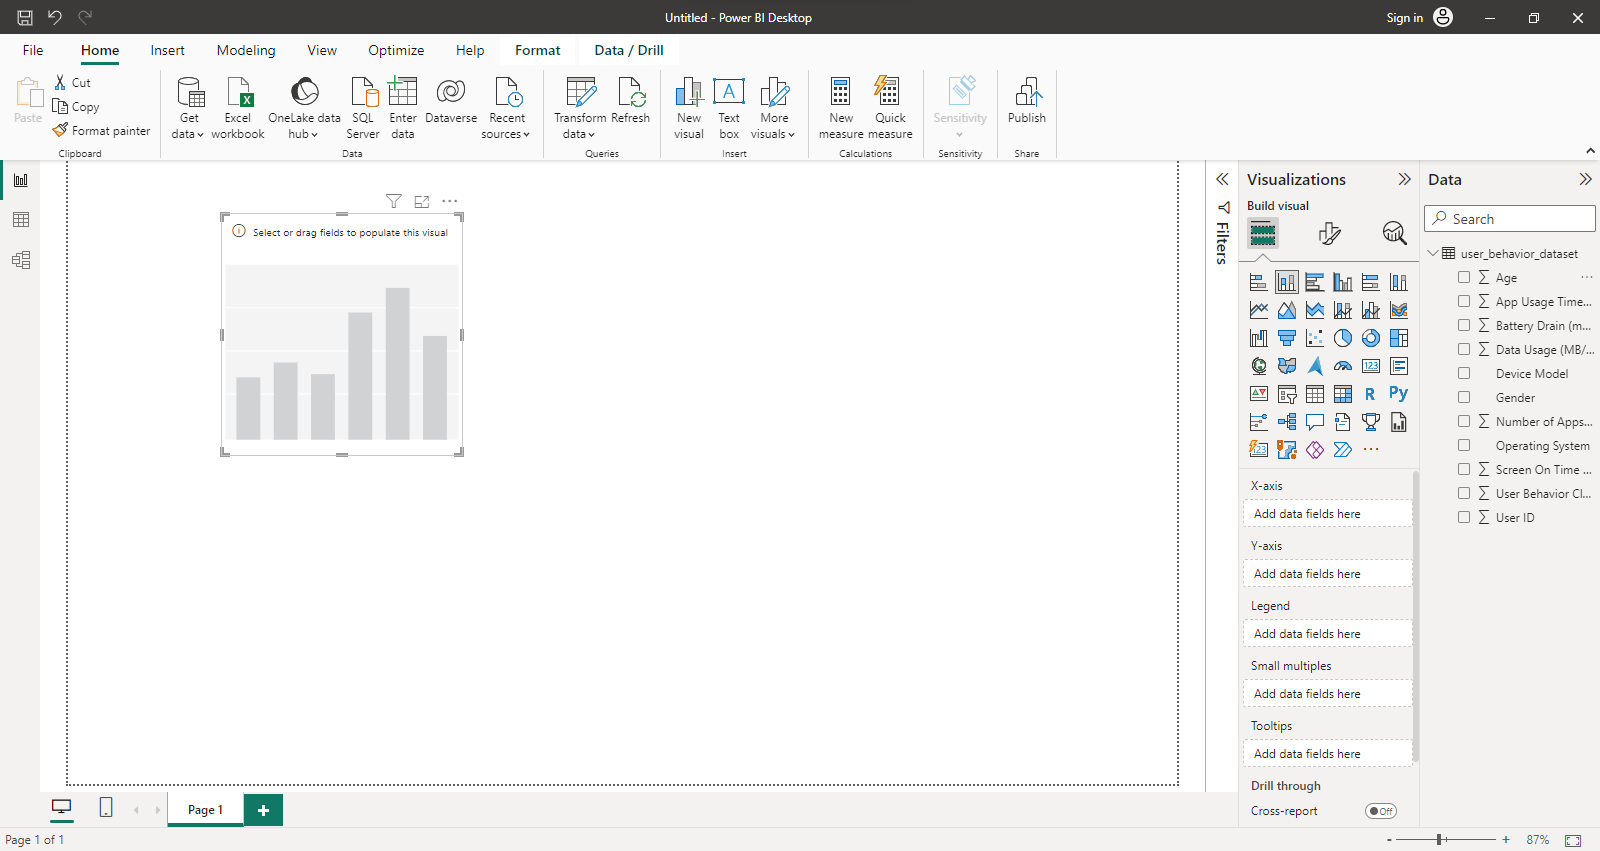 Untitled - Power BI Desktop
Sign in
File
Home
Insert
Modeling
View
Optimize
Help
Format
Data / Drill
Paste
Cut
Copy
Format painter
Clipboard
Get data
Excel workbook
OneLake data hub
SQL Server
Enter data
Dataverse
Recent sources
Data
Transform data
Refresh
Queries
New visual
Text box
More visuals
Insert
New measure
Quick measure
Calculations
Sensitivity
Sensitivity
Publish
Share
Select or drag fields to populate this visual
Filters
Visualizations
Build visual
123
R
Py
123
X-axis
Add data fields here
Y-axis
Add data fields here
Legend
Add data fields here
Small multiples
Add data fields here
Tooltips
Add data fields here
Drill through
Cross-report
Off
Data
Search
user_behavior_dataset
Age
App Usage Time...
Battery Drain (m...
Data Usage (MB/...
Device Model
Gender
Number of Apps...
Operating System
Screen On Time ...
User Behavior Cl...
User ID
Page 1
Page 1 of 1
- +
87%